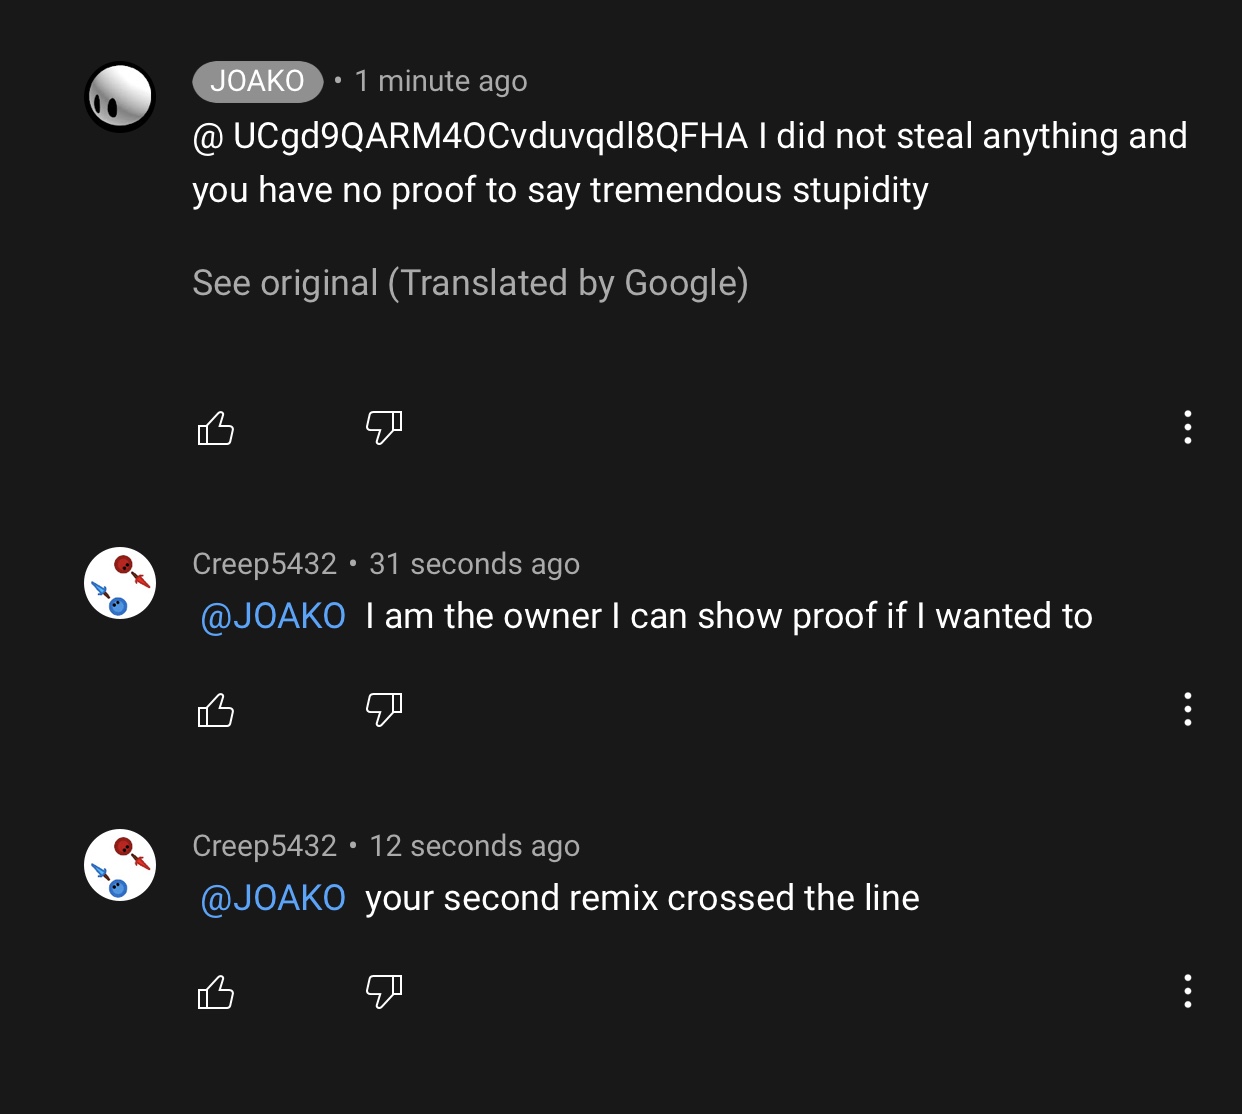 JOAKO • 1 minute ago
@ UCgd9QARM4OCvduvqdl8QFHA I did not steal anything and
you have no proof to say tremendous stupidity
See original (Translated by Google)
Creep5432 • 31 seconds ago
@JOAKO I am the owner I can show proof if I wanted to
Creep5432 • 12 seconds ago
@JOAKO your second remix crossed the line